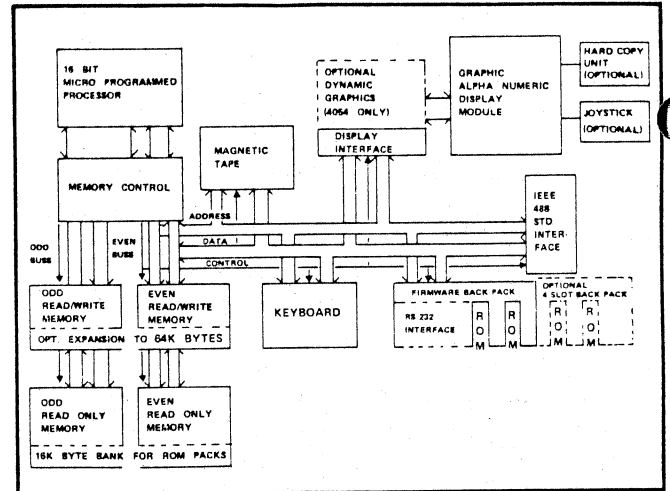 16 BIT
MICRO PROGRAMMED
PROCESSOR
OPTIONAL
DYNAMIC
GRAPHICS
(4054 ONLY)
DISPLAY
INTERFACE
GRAPHIC
ALPHA NUMERIC
DISPLAY
MODULE
HARD COPY
UNIT
(OPTIONAL)
JOYSTICK
(OPTIONAL)
MAGNETIC
TAPE
MEMORY CONTROL
ADDRESS
DATA
CONTROL
IEEE
488
STD
INTER-
FACE
ODD
BUSS
EVEN
BUSS
ODD
READ/WRITE
MEMORY
EVEN
READ/WRITE
MEMORY
OPT. EXPANSION TO 64K BYTES
KEYBOARD
FIRMWARE BACK PACK
RS 232
INTERFACE
ROM
ROM
OPTIONAL
4 SLOT BACK PACK
ROM
ROM
ODD
READ ONLY
MEMORY
EVEN
READ ONLY
MEMORY
16K BYTE BANK FOR ROM PACKS